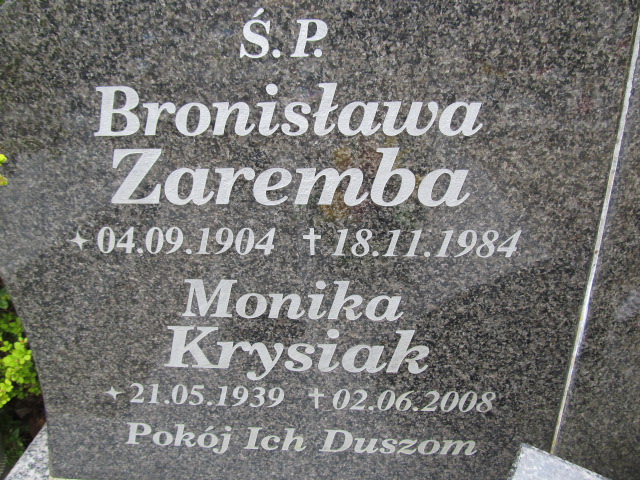 Ś.P.
Bronisława
Zaremba
✦04.09.1904 †18.11.1984
Monika
Krysiak
✦21.05.1939 †02.06.2008
Pokój Ich Duszom